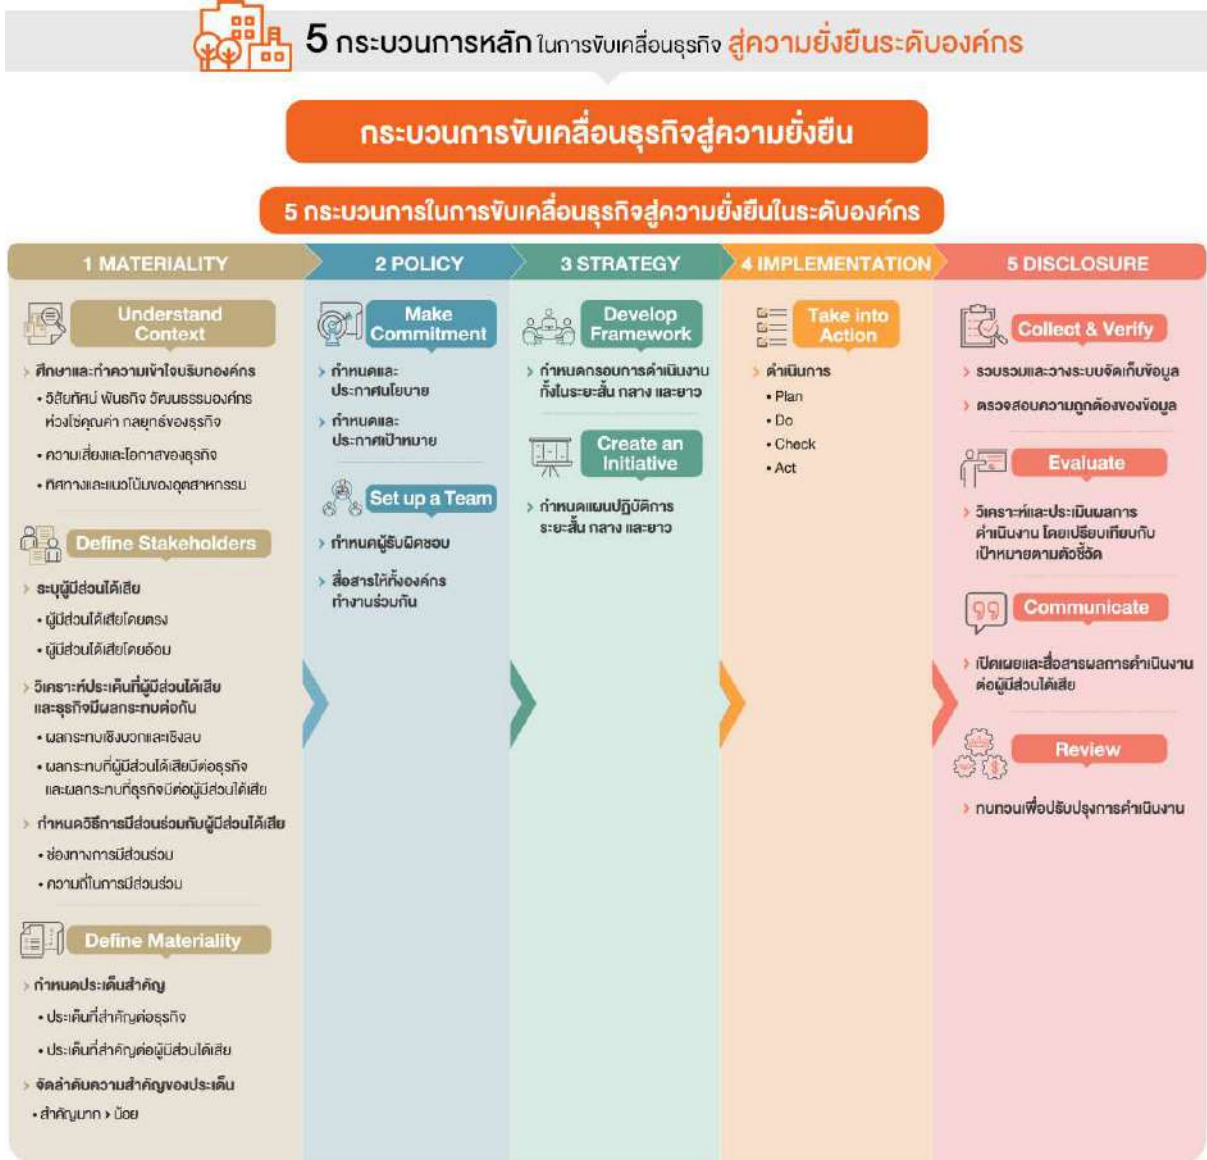 5 กระบวนการหลัก ในการขับเคลื่อนธุรกิจ สู่ความยั่งยืนระดับองค์กร
กระบวนการขับเคลื่อนธุรกิจสู่ความยั่งยืน
5 กระบวนการในการขับเคลื่อนธุรกิจสู่ความยั่งยืนในระดับองค์กร
1 MATERIALITY
Understand
Context
› ศึกษาและทำความเข้าใจบริบทองค์กร
• วิสัยทัศน์ พันธกิจ วัฒนธรรมองค์กร
ห่วงโซ่คุณค่า กลยุทธ์ของธุรกิจ
• ความเสี่ยงและโอกาสของธุรกิจ
• ทิศทางและแนวโน้มของอุตสาหกรรม
Define Stakeholders
› ระบุผู้มีส่วนได้เสีย
• ผู้มีส่วนได้เสียโดยตรง
• ผู้มีส่วนได้เสียโดยอ้อม
› วิเคราะห์ประเด็นที่ผู้มีส่วนได้เสีย
และธุรกิจมีผลกระทบต่อกัน
• ผลกระทบเชิงบวกและเชิงลบ
• ผลกระทบที่ผู้มีส่วนได้เสียมีต่อธุรกิจ
และผลกระทบที่ธุรกิจมีต่อผู้มีส่วนได้เสีย
› กำหนดวิธีการมีส่วนร่วมกับผู้มีส่วนได้เสีย
• ช่องทางการมีส่วนร่วม
• ความถี่ในการมีส่วนร่วม
Define Materiality
› กำหนดประเด็นสำคัญ
• ประเด็นที่สำคัญต่อธุรกิจ
• ประเด็นที่สำคัญต่อผู้มีส่วนได้เสีย
› จัดลำดับความสำคัญของประเด็น
• สำคัญมาก › น้อย
2 POLICY
Make
Commitment
› กำหนดและ
ประกาศนโยบาย
› กำหนดและ
ประกาศเป้าหมาย
Set up a Team
› กำหนดผู้รับผิดชอบ
› สื่อสารให้ทั้งองค์กร
ทำงานร่วมกัน
3 STRATEGY
Develop
Framework
› กำหนดกรอบการดำเนินงาน
ทั้งในระยะสั้น กลาง และยาว
Create an
Initiative
› กำหนดแผนปฏิบัติการ
ระยะสั้น กลาง และยาว
4 IMPLEMENTATION
Take into
Action
› ดำเนินการ
• Plan
• Do
• Check
• Act
5 DISCLOSURE
Collect & Verify
› รวบรวมและวางระบบจัดเก็บข้อมูล
› ตรวจสอบความถูกต้องของข้อมูล
Evaluate
› วิเคราะห์และประเมินผลการ
ดำเนินงาน โดยเปรียบเทียบกับ
เป้าหมายตามตัวชี้วัด
Communicate
› เปิดเผยและสื่อสารผลการดำเนินงาน
ต่อผู้มีส่วนได้เสีย
Review
› ทบทวนเพื่อปรับปรุงการดำเนินงาน